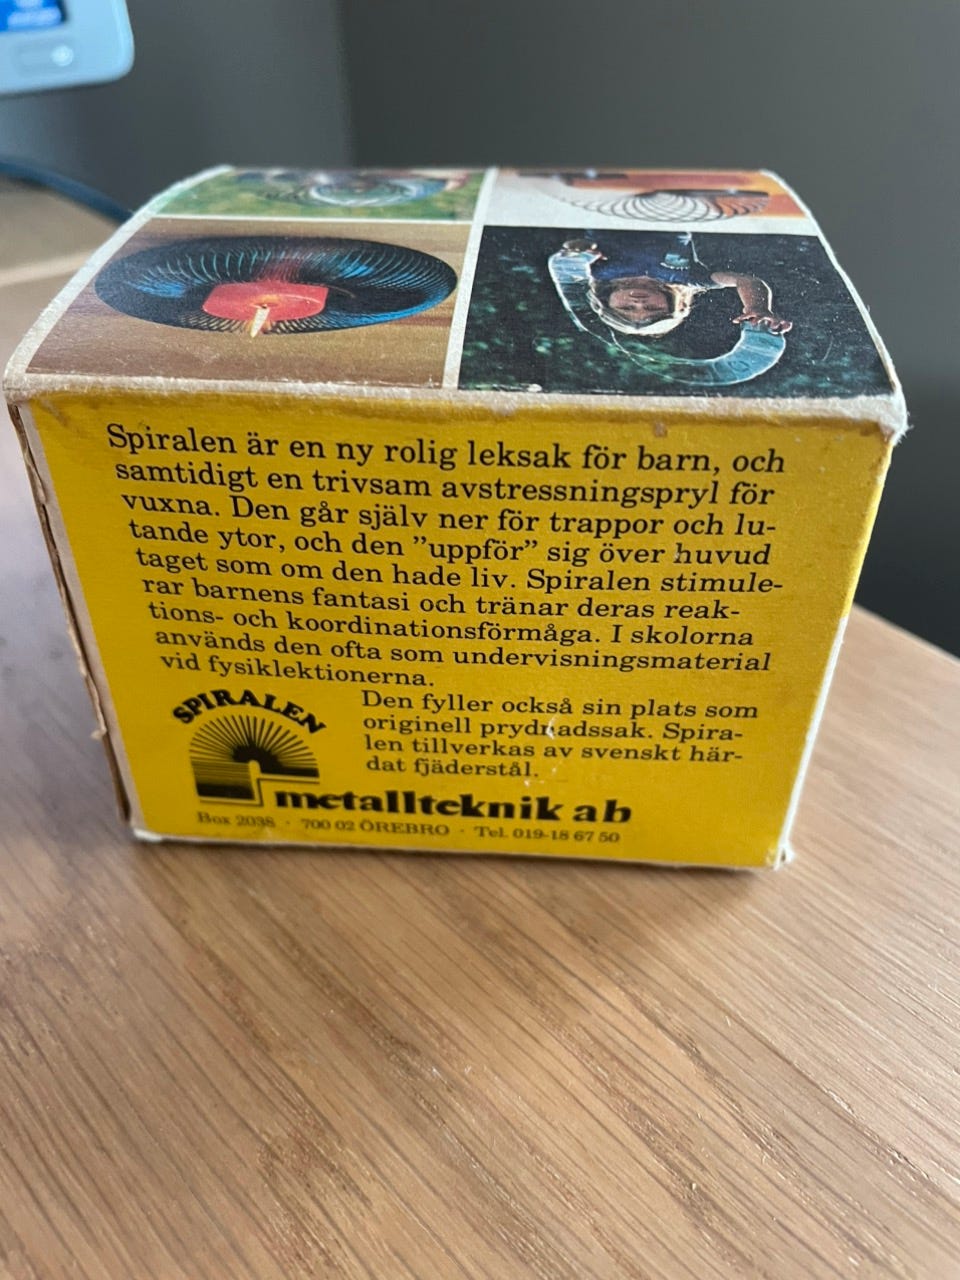 Spiralen är en ny rolig leksak för barn, och
samtidigt en trivsam avstressningspryl för
vuxna. Den går själv ner för trappor och lu-
tande ytor, och den ”uppför” sig över huvud
taget som om den hade liv. Spiralen stimule-
rar barnens fantasi och tränar deras reak-
tions- och koordinationsförmåga. I skolorna
används den ofta som undervisningsmaterial
vid fysiklektionerna.
Den fyller också sin plats som
originell prydnadssak. Spira-
len tillverkas av svenskt här-
dat fjäderstål.
SPIRALEN
metallteknik ab
Box 2038 · 700 02 ÖREBRO · Tel. 019-18 67 50